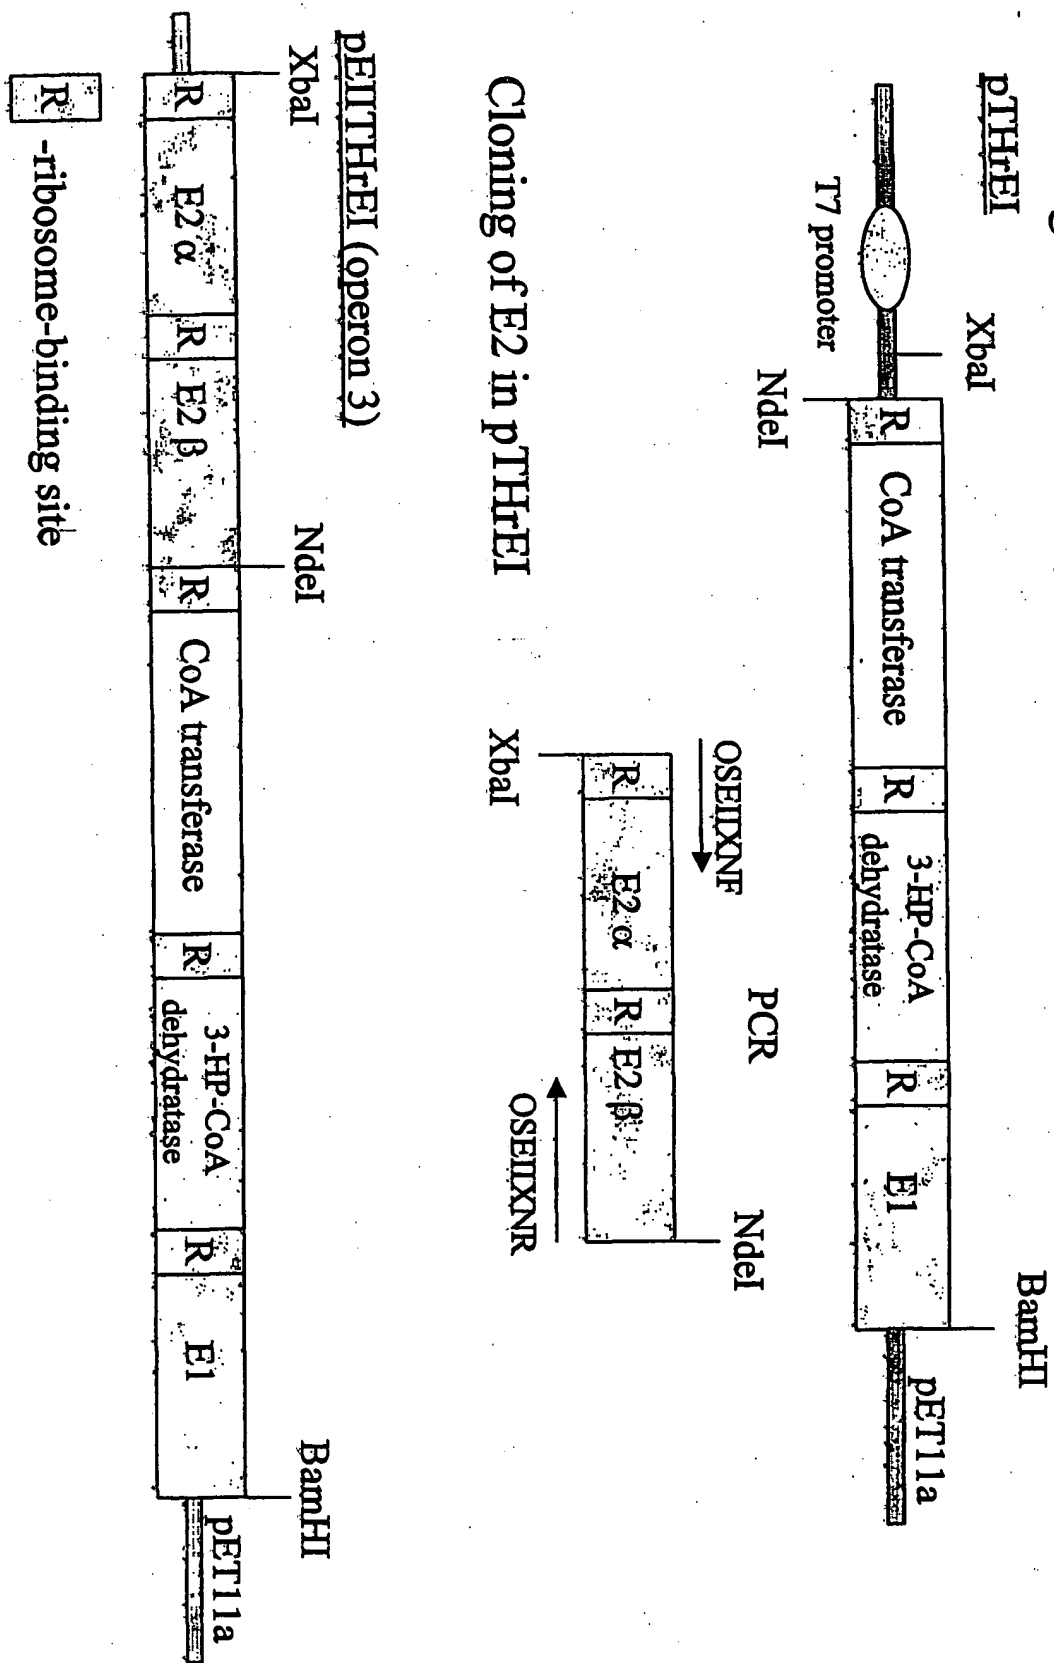 pTHrEI
XbaI
BamHI
T7 promoter
NdeI
R
CoA transferase
R
3-HP-CoA
dehydratase
R
E1
pET11a
Cloning of E2 in pTHrEI
PCR
NdeI
OSEIIXNF
R
E2 α
R
E2 β
XbaI
OSEIIXNR
pEIITHrEI (operon 3)
XbaI
NdeI
BamHI
R
E2 α
R
E2 β
R
CoA transferase
R
3-HP-CoA
dehydratase
R
E1
pET11a
R -ribosome-binding site